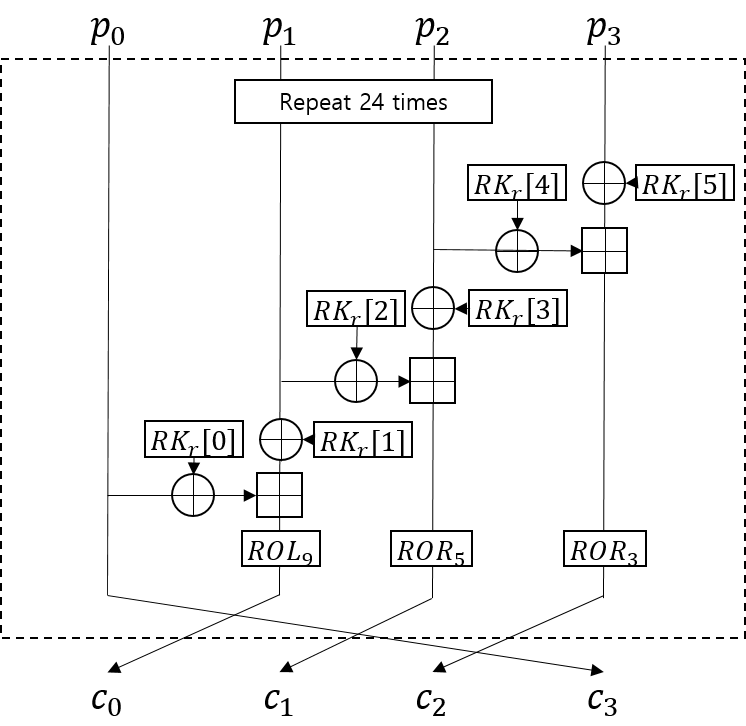 p₀ p₁ p₂ p₃
Repeat 24 times
RKᵣ[4] RKᵣ[5]
RKᵣ[2] RKᵣ[3]
RKᵣ[0] RKᵣ[1]
ROL₉ ROR₅ ROR₃
c₀ c₁ c₂ c₃